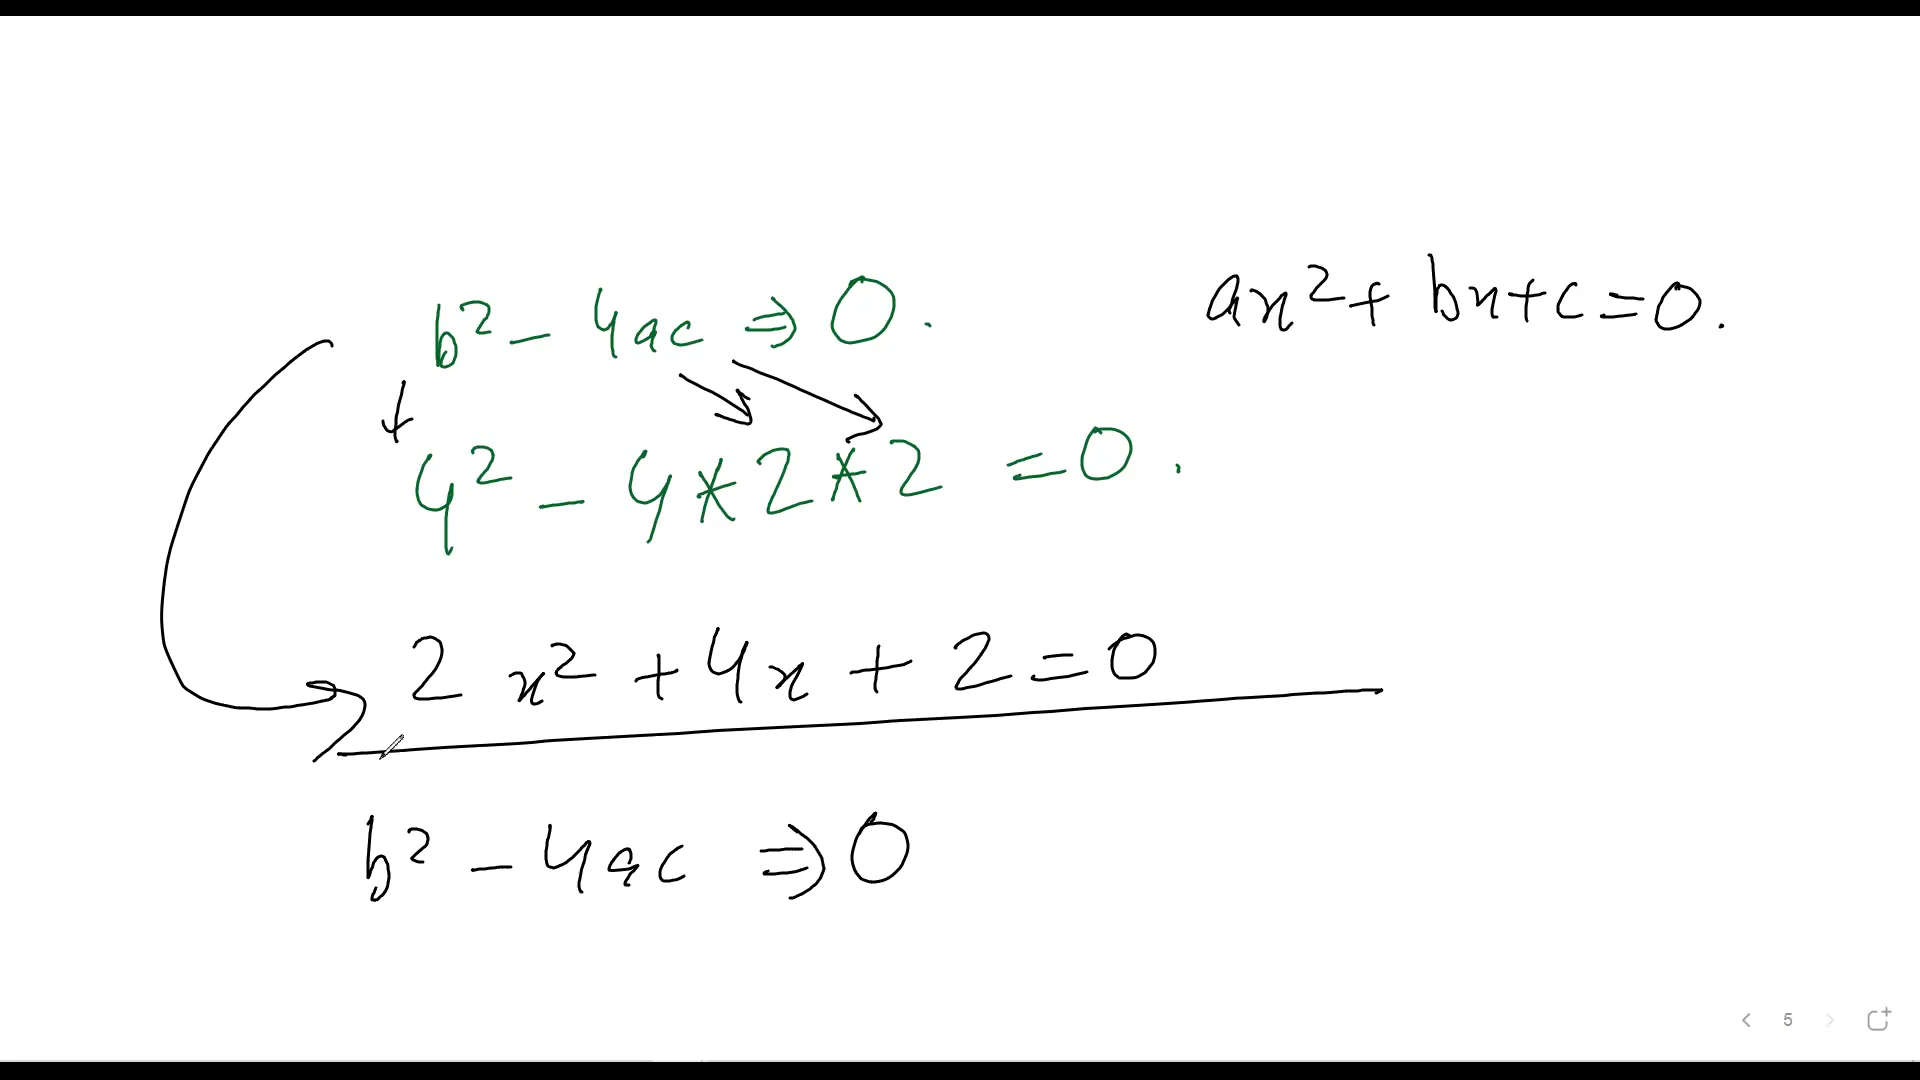 b² - 4ac ⇒ 0.
ax² + bx + c = 0.
4² - 4*2*2 = 0.
2x² + 4x + 2 = 0
b² - 4ac ⇒ 0
< 5 >